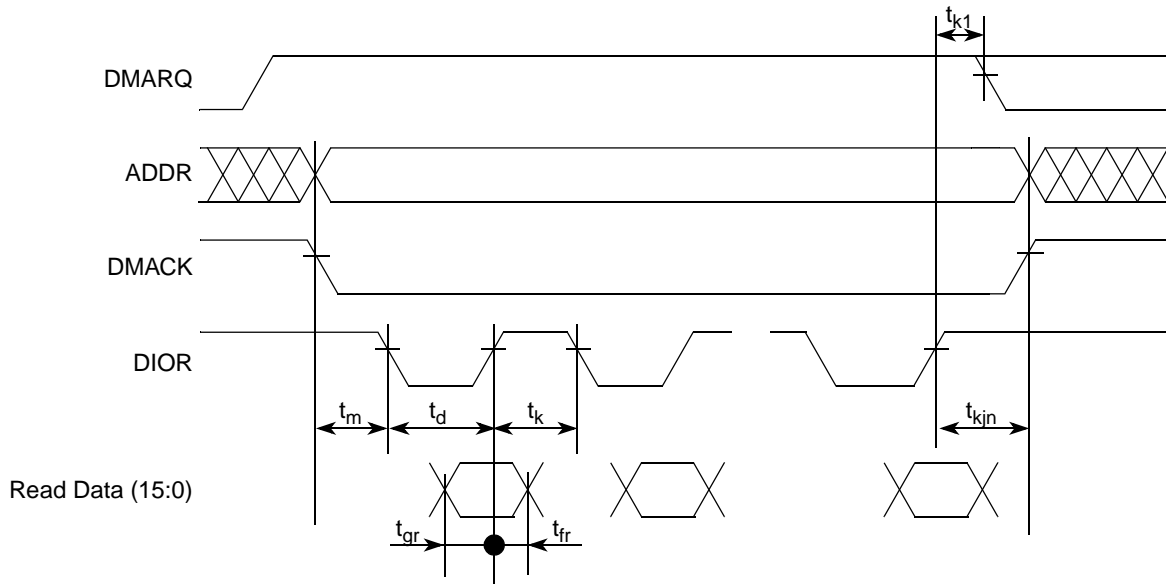 tk1
DMARQ
ADDR
DMACK
DIOR
tm
td
tk
tkjn
Read Data (15:0)
tgr
tfr